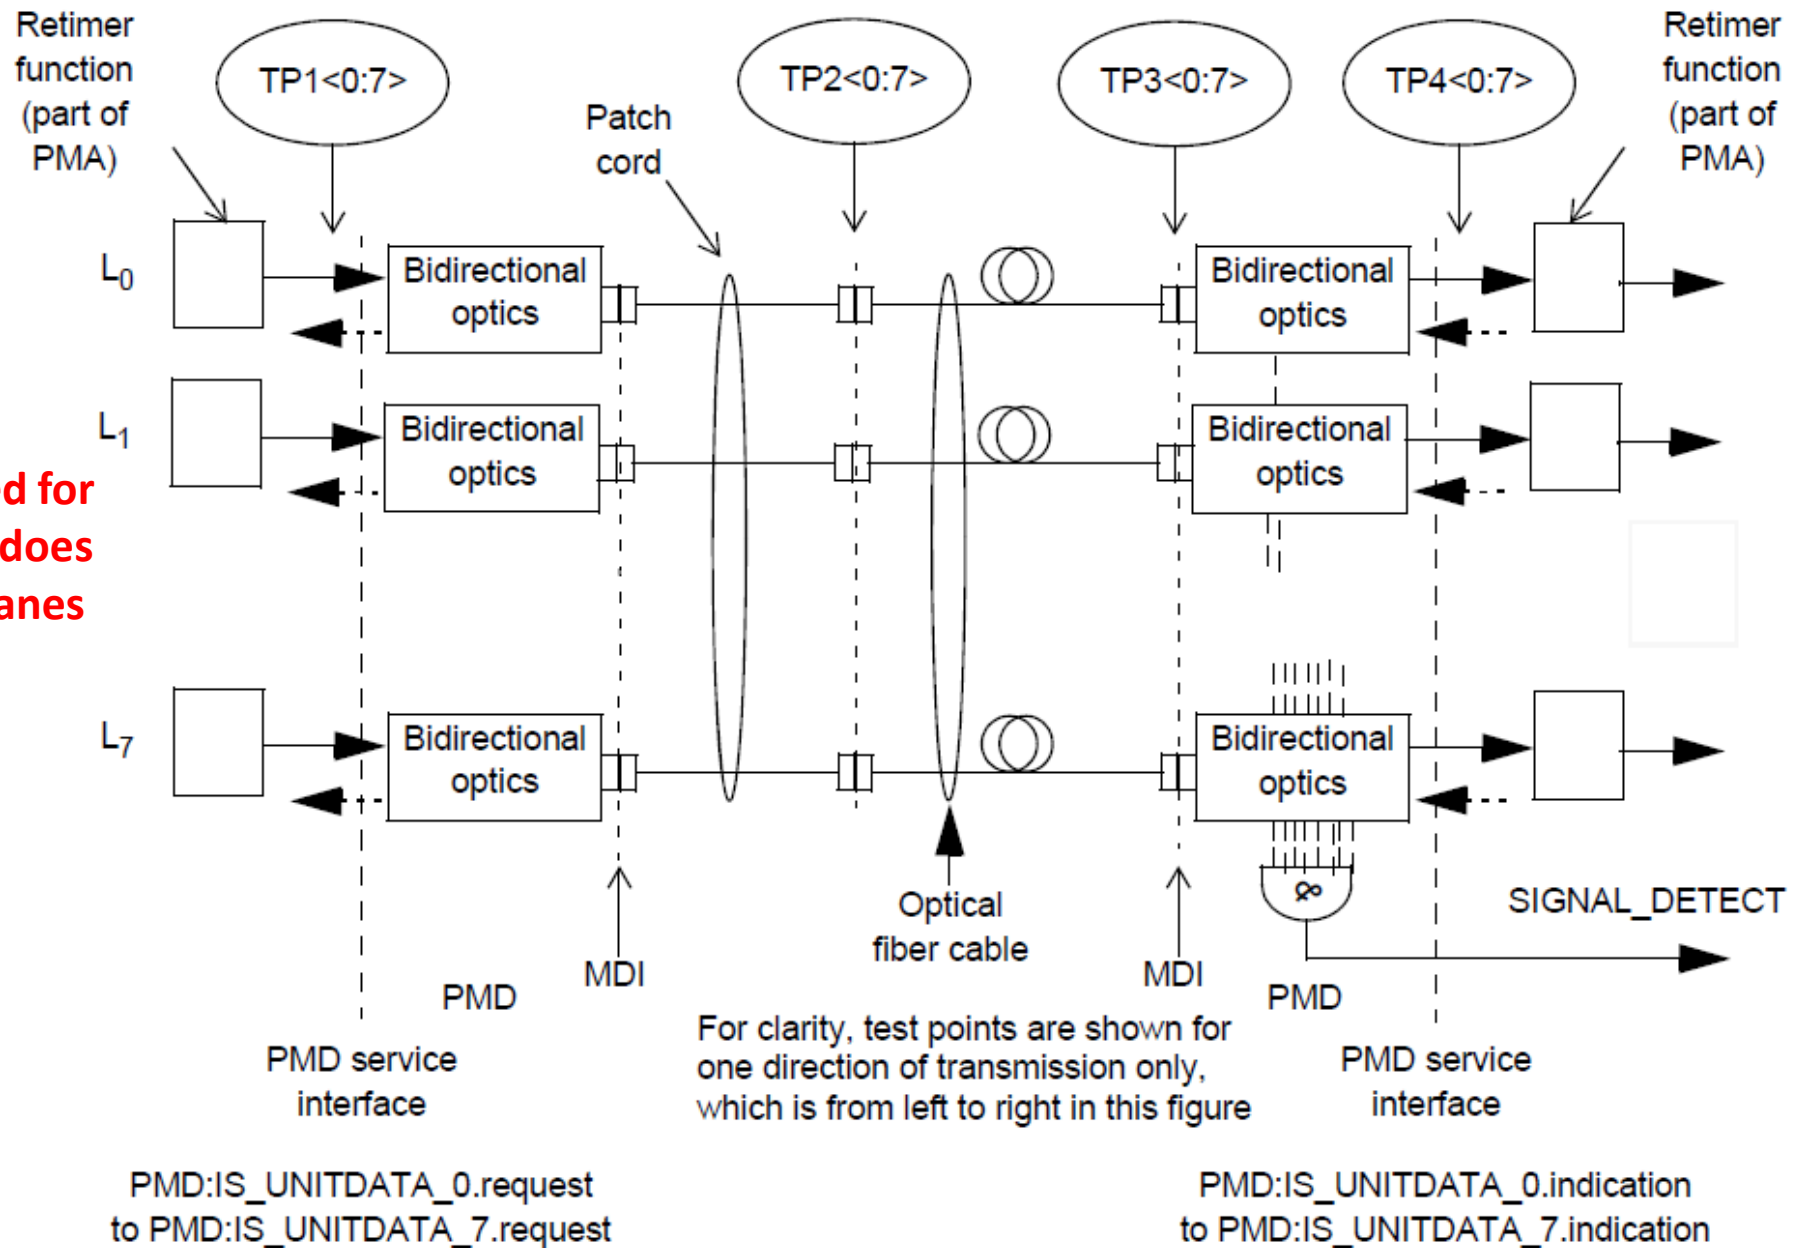 Retimer
function
(part of
PMA)
TP1<0:7>
Patch
cord
TP2<0:7>
TP3<0:7>
TP4<0:7>
Retimer
function
(part of
PMA)
L0
Bidirectional
optics
Bidirectional
optics
L1
Bidirectional
optics
Bidirectional
optics
ed for
does
anes
L7
Bidirectional
optics
Bidirectional
optics
&
SIGNAL_DETECT
Optical
fiber cable
MDI
MDI
PMD
PMD
For clarity, test points are shown for
one direction of transmission only,
which is from left to right in this figure
PMD service
interface
PMD service
interface
PMD:IS_UNITDATA_0.request
to PMD:IS_UNITDATA_7.request
PMD:IS_UNITDATA_0.indication
to PMD:IS_UNITDATA_7.indication